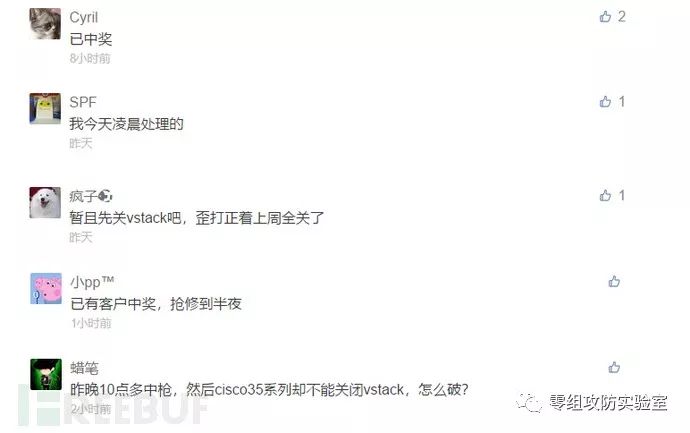 Cyril
2
已中奖
8小时前
SPF
1
我今天凌晨处理的
昨天
疯子
1
暂且先关vstack吧，歪打正着上周全关了
昨天
小pp™
已有客户中奖，抢修到半夜
1小时前
蜡笔
昨晚10点多中枪，然后cisco35系列却不能关闭vstack，怎么破？
2小时前
FREEBUF
零组攻防实验室